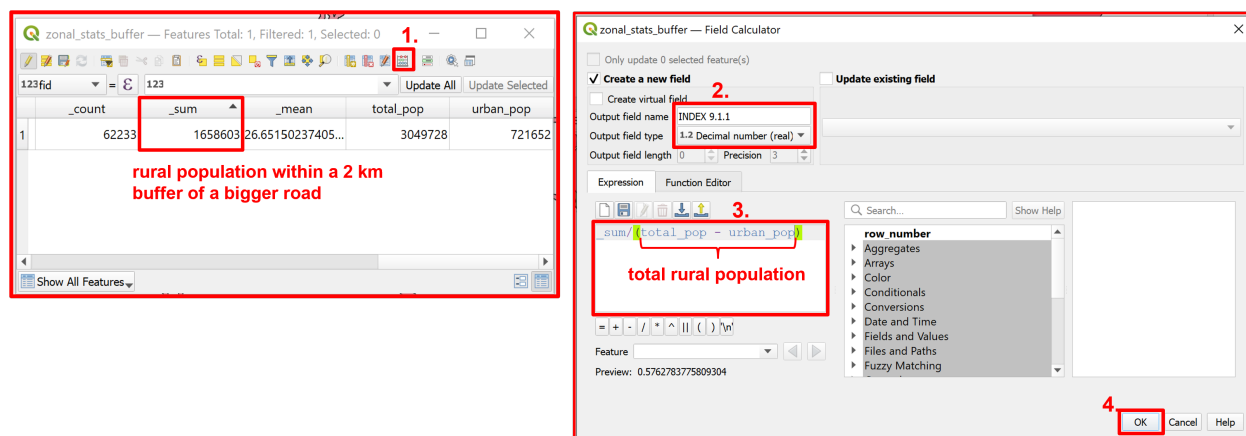 zonal_stats_buffer — Features Total: 1, Filtered: 1, Selected: 0
1.
123 fid = ε 123 Update All Update Selected
_count _sum _mean total_pop urban_pop
1 62233 1658603 26.65150237405... 3049728 721652
rural population within a 2 km
buffer of a bigger road
Show All Features
zonal_stats_buffer — Field Calculator
Only update 0 selected feature(s)
Create a new field Update existing field
Create virtual field
2.
Output field name INDEX 9.1.1
Output field type 1.2 Decimal number (real)
Output field length 0 Precision 3
Expression Function Editor
3.
Search... Show Help
_sum/(total_pop - urban_pop)
total rural population
= + - / * ^ || ( ) '\n'
Feature
Preview: 0.5762783775809304
row_number
Aggregates
Arrays
Color
Conditionals
Conversions
Date and Time
Fields and Values
Files and Paths
Fuzzy Matching
4.
OK Cancel Help